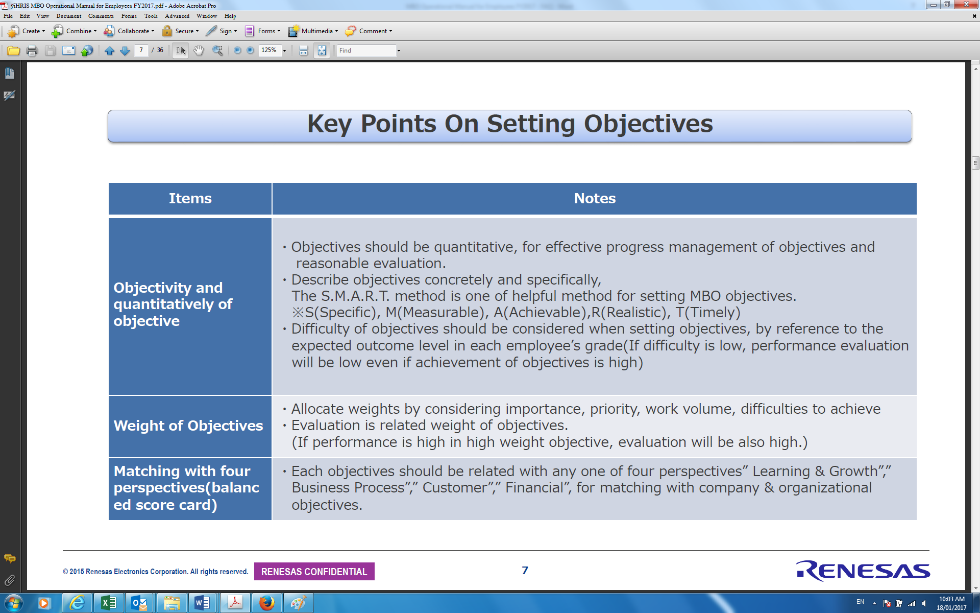 HRIS MBO Operational Manual for Employees FY2017.pdf - Adobe Acrobat Pro
File Edit View Document Comments Forms Tools Advanced Window Help
Create Combine Collaborate Secure Sign Forms Multimedia Comment
7 / 36 125% Find
Key Points On Setting Objectives
Items Notes
Objectivity and
quantitatively of
objective
・Objectives should be quantitative, for effective progress management of objectives and
reasonable evaluation.
・Describe objectives concretely and specifically,
The S.M.A.R.T. method is one of helpful method for setting MBO objectives.
※S(Specific), M(Measurable), A(Achievable),R(Realistic), T(Timely)
・Difficulty of objectives should be considered when setting objectives, by reference to the
expected outcome level in each employee’s grade(If difficulty is low, performance evaluation
will be low even if achievement of objectives is high)
Weight of Objectives
・Allocate weights by considering importance, priority, work volume, difficulties to achieve
・Evaluation is related weight of objectives.
(If performance is high in high weight objective, evaluation will be also high.)
Matching with four
perspectives(balanc
ed score card)
・Each objectives should be related with any one of four perspectives” Learning & Growth”,”
Business Process”,” Customer”,” Financial”, for matching with company & organizational
objectives.
© 2015 Renesas Electronics Corporation. All rights reserved. RENESAS CONFIDENTIAL 7 RENESAS
EN 10:01 AM
18/01/2017